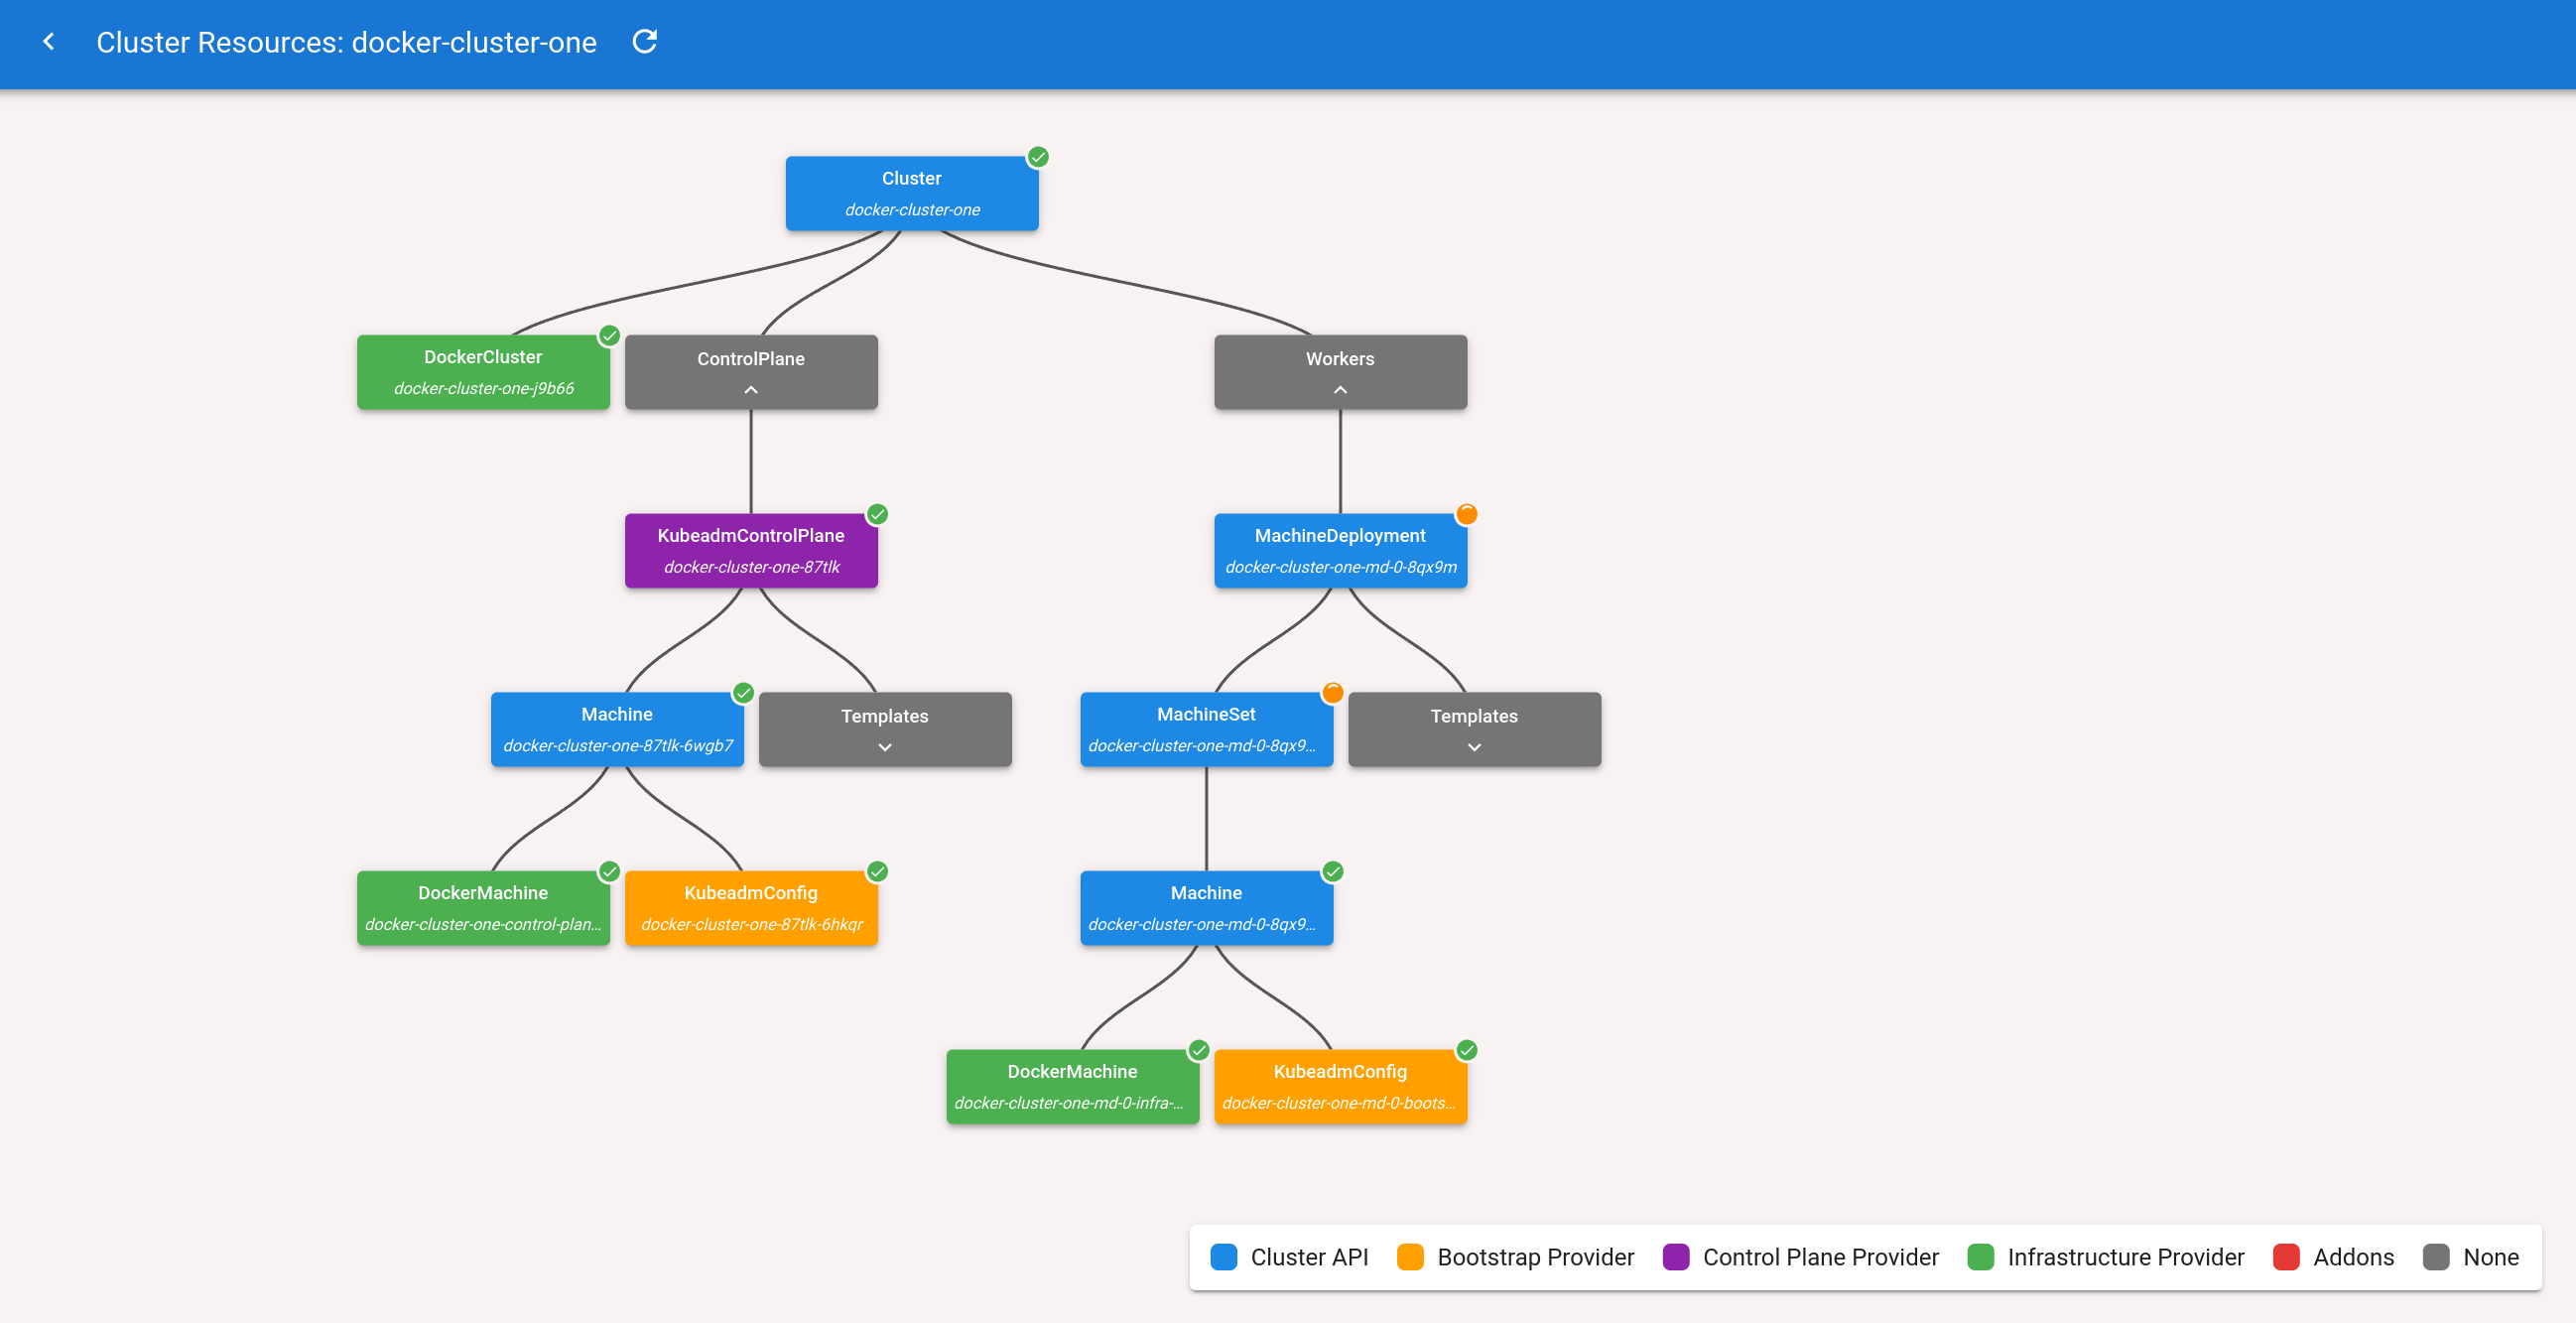 Cluster Resources: docker-cluster-one
Cluster
docker-cluster-one
DockerCluster
docker-cluster-one-j9b66
ControlPlane
Workers
KubeadmControlPlane
docker-cluster-one-87tlk
MachineDeployment
docker-cluster-one-md-0-8qx9m
Machine
docker-cluster-one-87tlk-6wgb7
Templates
MachineSet
docker-cluster-one-md-0-8qx9...
Templates
DockerMachine
docker-cluster-one-control-plan...
KubeadmConfig
docker-cluster-one-87tlk-6hkqr
Machine
docker-cluster-one-md-0-8qx9...
DockerMachine
docker-cluster-one-md-0-infra-...
KubeadmConfig
docker-cluster-one-md-0-boots...
Cluster API
Bootstrap Provider
Control Plane Provider
Infrastructure Provider
Addons
None